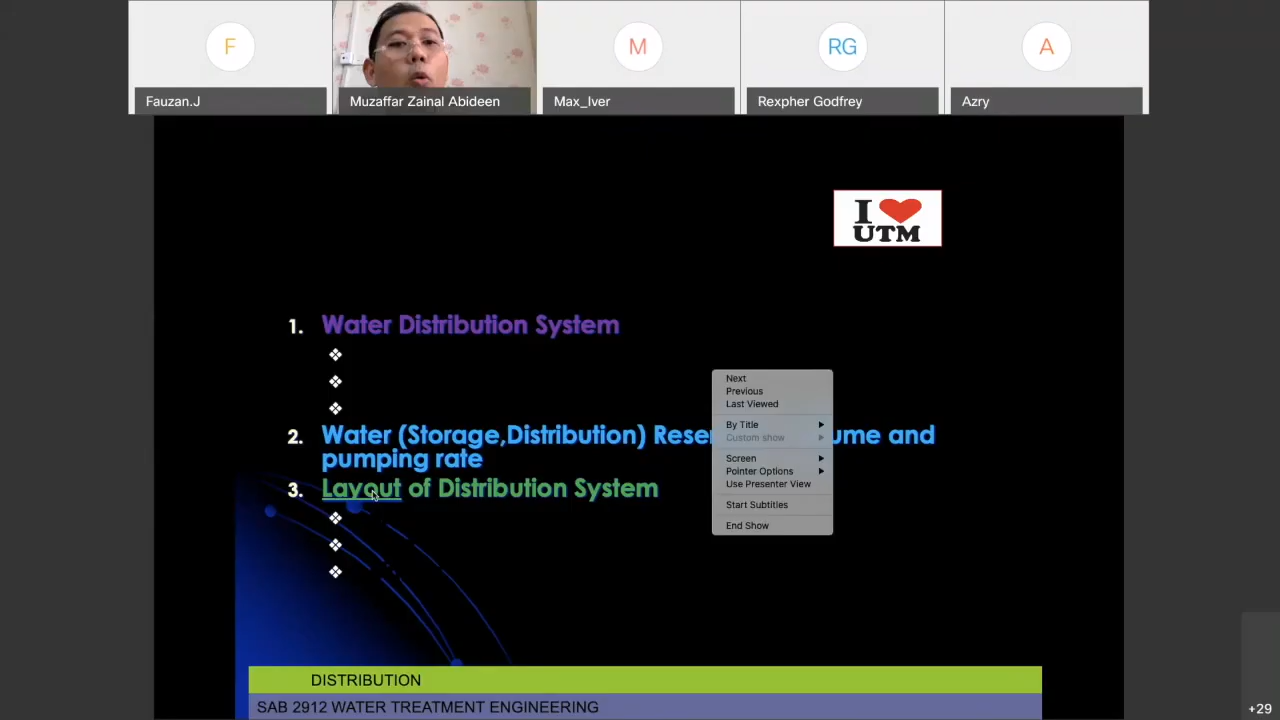 F
M
RG
A
Fauzan.J
Muzaffar Zainal Abideen
Max_Iver
Rexpher Godfrey
Azry
I
UTM
1. Water Distribution System
2. Water (Storage,Distribution) Reser ume and
pumping rate
3. Layout of Distribution System
Next
Previous
Last Viewed
By Title
Custom show
Screen
Pointer Options
Use Presenter View
Start Subtitles
End Show
DISTRIBUTION
SAB 2912 WATER TREATMENT ENGINEERING
+29